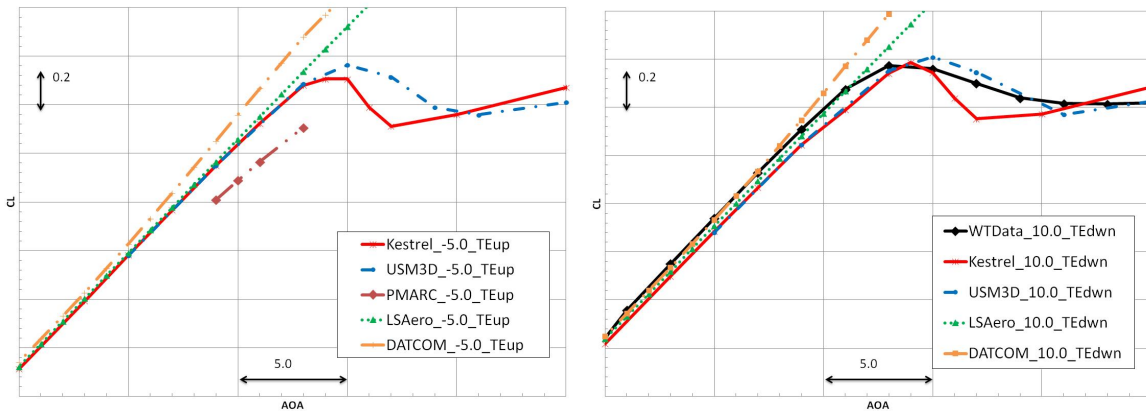 0.2
CL
Kestrel_-5.0_TEup
USM3D_-5.0_TEup
PMARC_-5.0_TEup
LSAero_-5.0_TEup
DATCOM_-5.0_TEup
5.0
AOA
0.2
CL
WTData_10.0_TEdwn
Kestrel_10.0_TEdwn
USM3D_10.0_TEdwn
LSAero_10.0_TEdwn
DATCOM_10.0_TEdwn
5.0
AOA